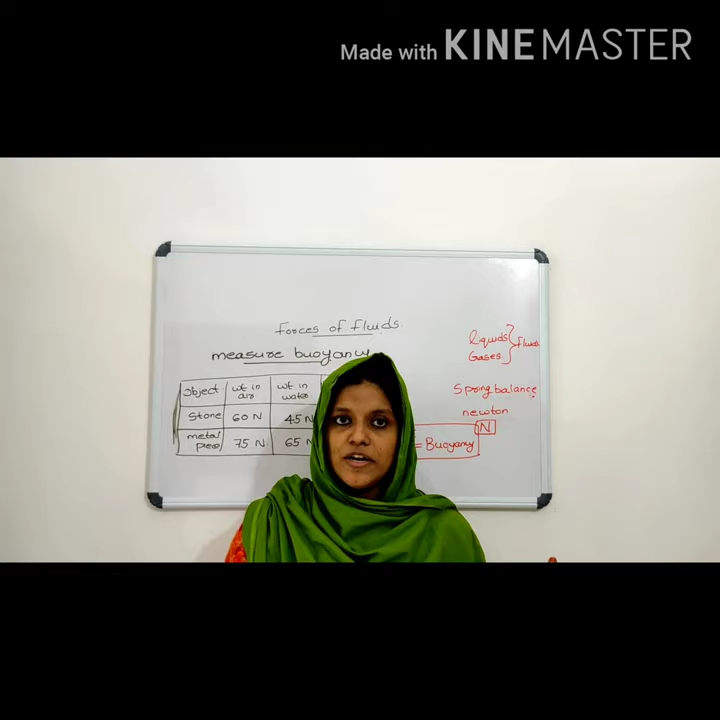 Made with KINEMASTER
Forces of Fluids
measure buoyancy
Object wt in air wt in water
Stone 60 N 45 N
metal piece 75 N. 65 N
= Buoyancy
liquids
Gases. } fluids
Spring balance
newton
N